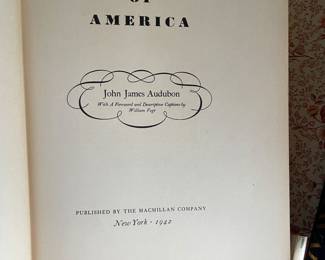 OF
AMERICA
John James Audubon
With A Foreword and Descriptive Captions by
William Vogt
PUBLISHED BY THE MACMILLAN COMPANY
New York · 1942